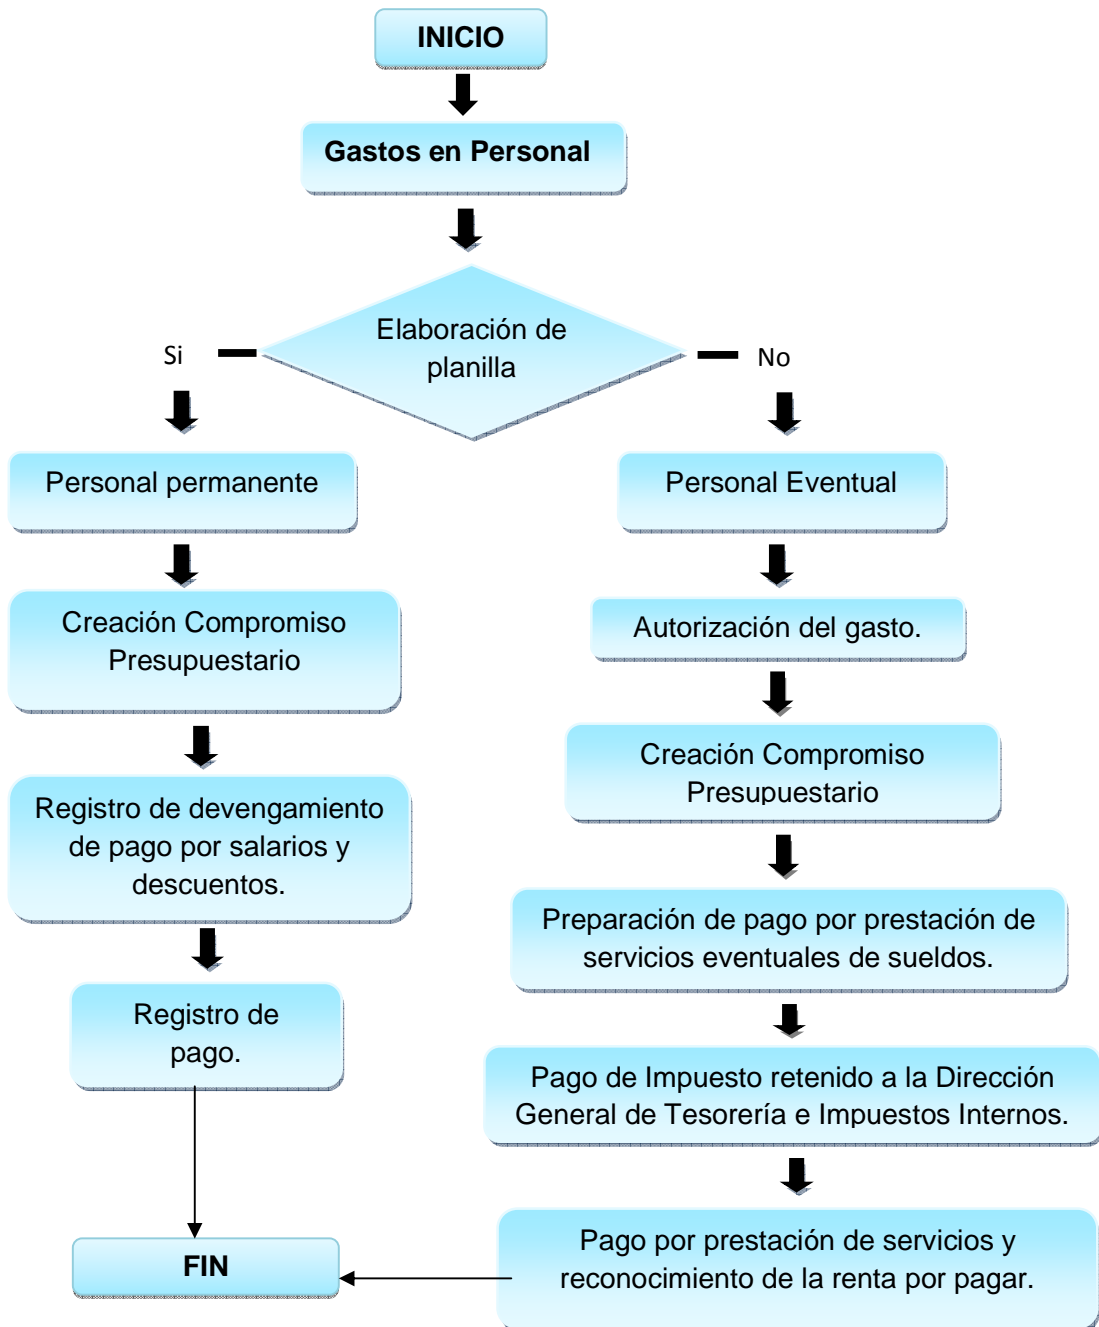 INICIO
Gastos en Personal
Elaboración de
planilla
Si
No
Personal permanente
Creación Compromiso
Presupuestario
Registro de devengamiento
de pago por salarios y
descuentos.
Registro de
pago.
Personal Eventual
Autorización del gasto.
Creación Compromiso
Presupuestario
Preparación de pago por prestación de
servicios eventuales de sueldos.
Pago de Impuesto retenido a la Dirección
General de Tesorería e Impuestos Internos.
Pago por prestación de servicios y
reconocimiento de la renta por pagar.
FIN